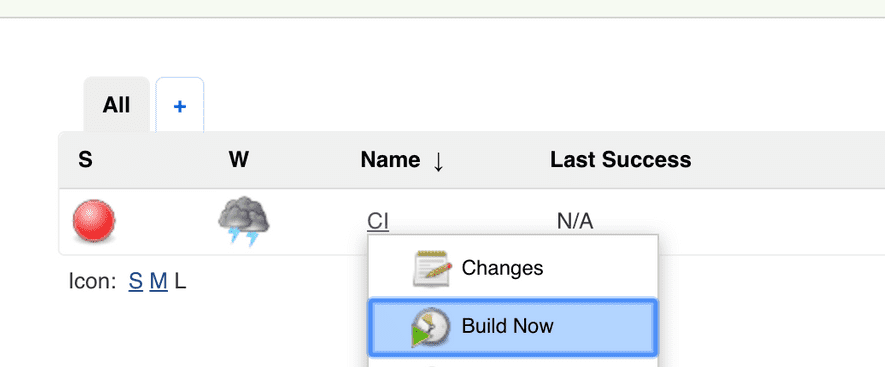 All +
S W Name ↓ Last Success
CI N/A
Changes
Icon: S M L
Build Now